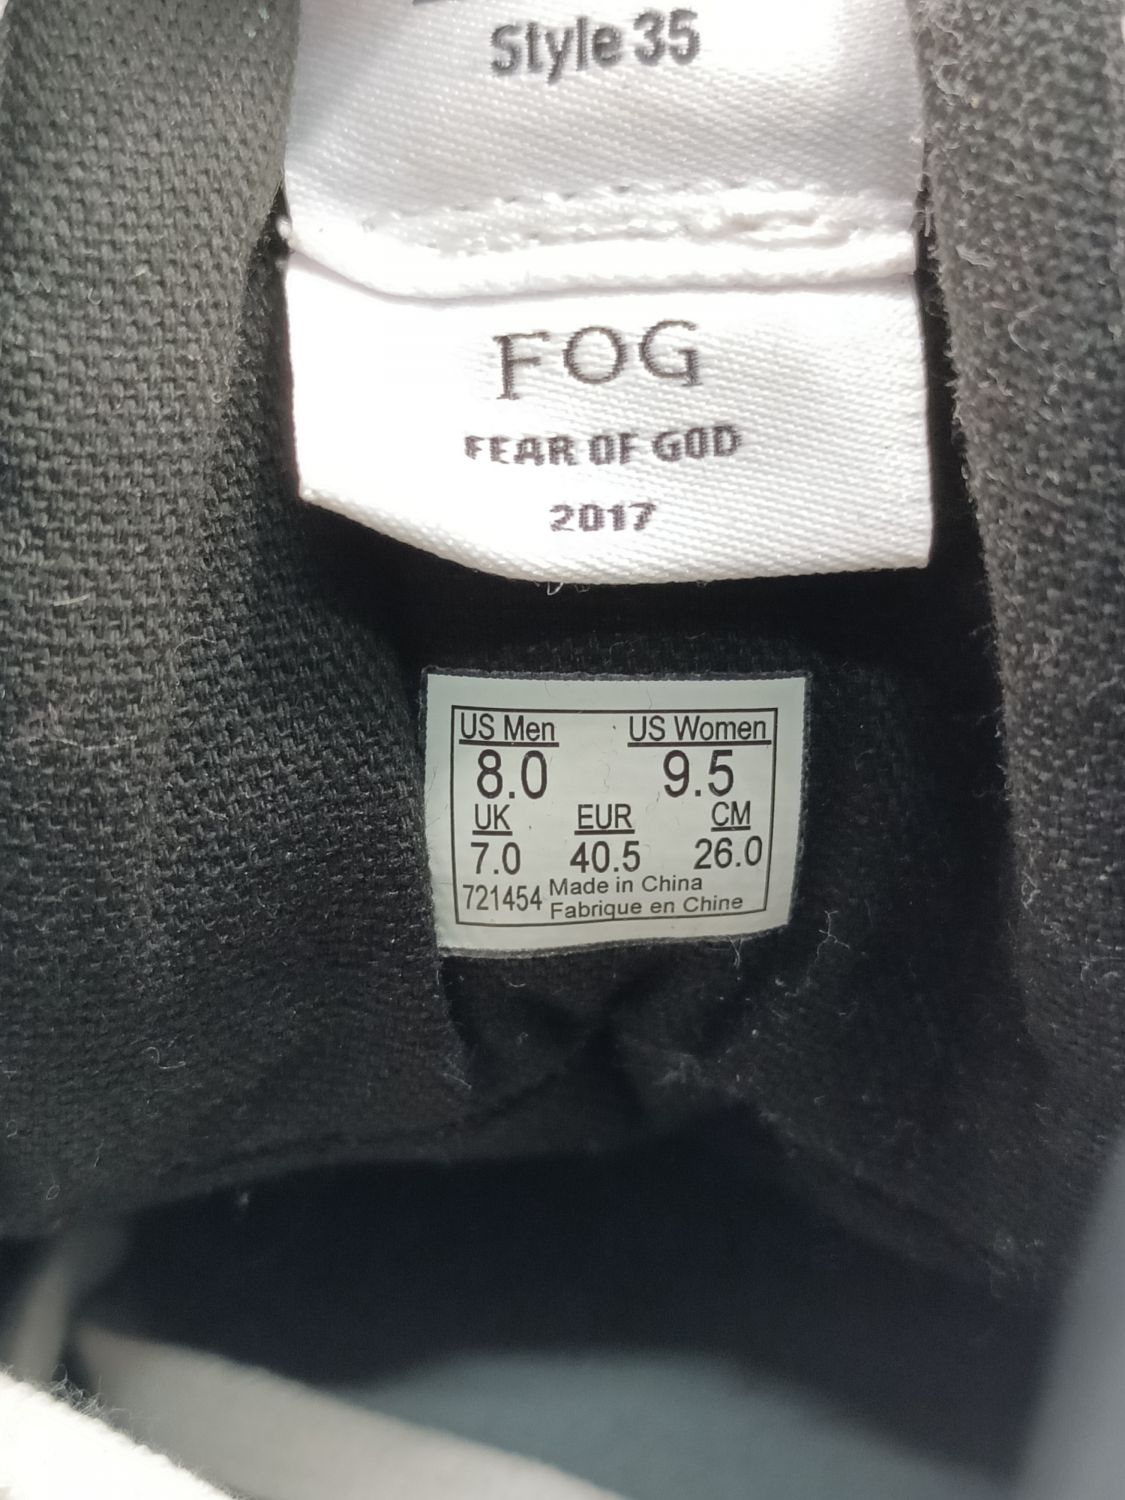 Style 35
FOG
FEAR OF GOD
2017
US Men US Women
8.0 9.5
UK EUR CM
7.0 40.5 26.0
721454 Made in China
Fabrique en Chine